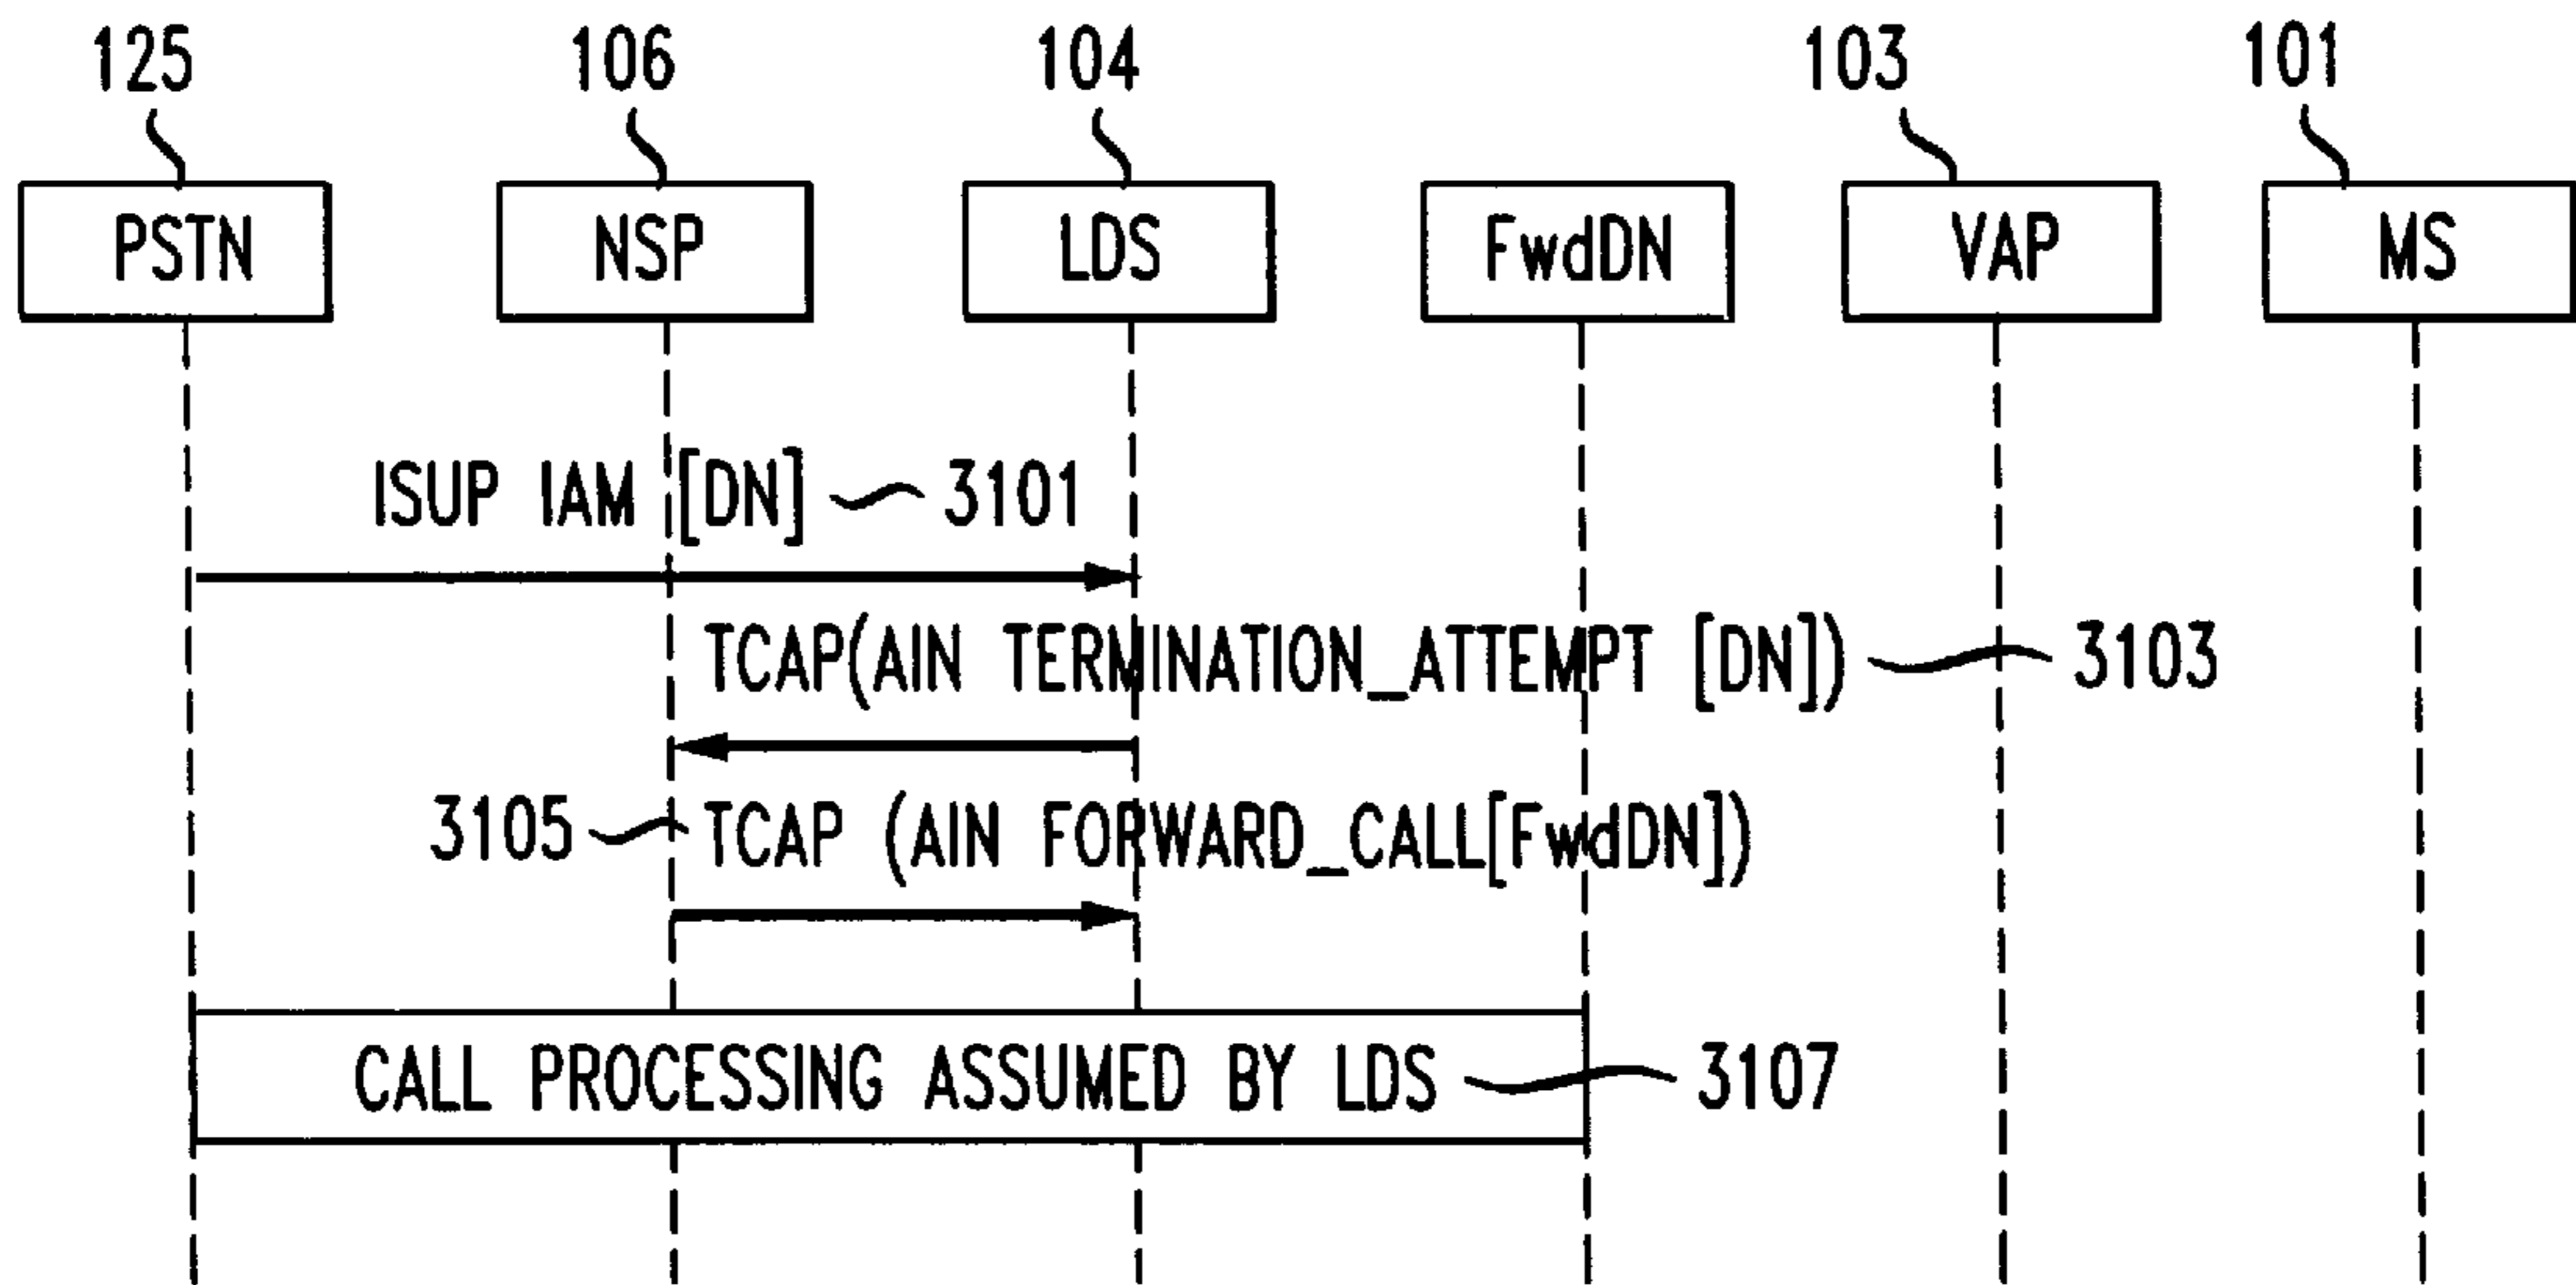 125 106 104 103 101
PSTN NSP LDS FwdDN VAP MS
ISUP IAM [DN] 3101
TCAP(AIN TERMINATION_ATTEMPT [DN]) 3103
3105 TCAP (AIN FORWARD_CALL[FwdDN])
CALL PROCESSING ASSUMED BY LDS 3107